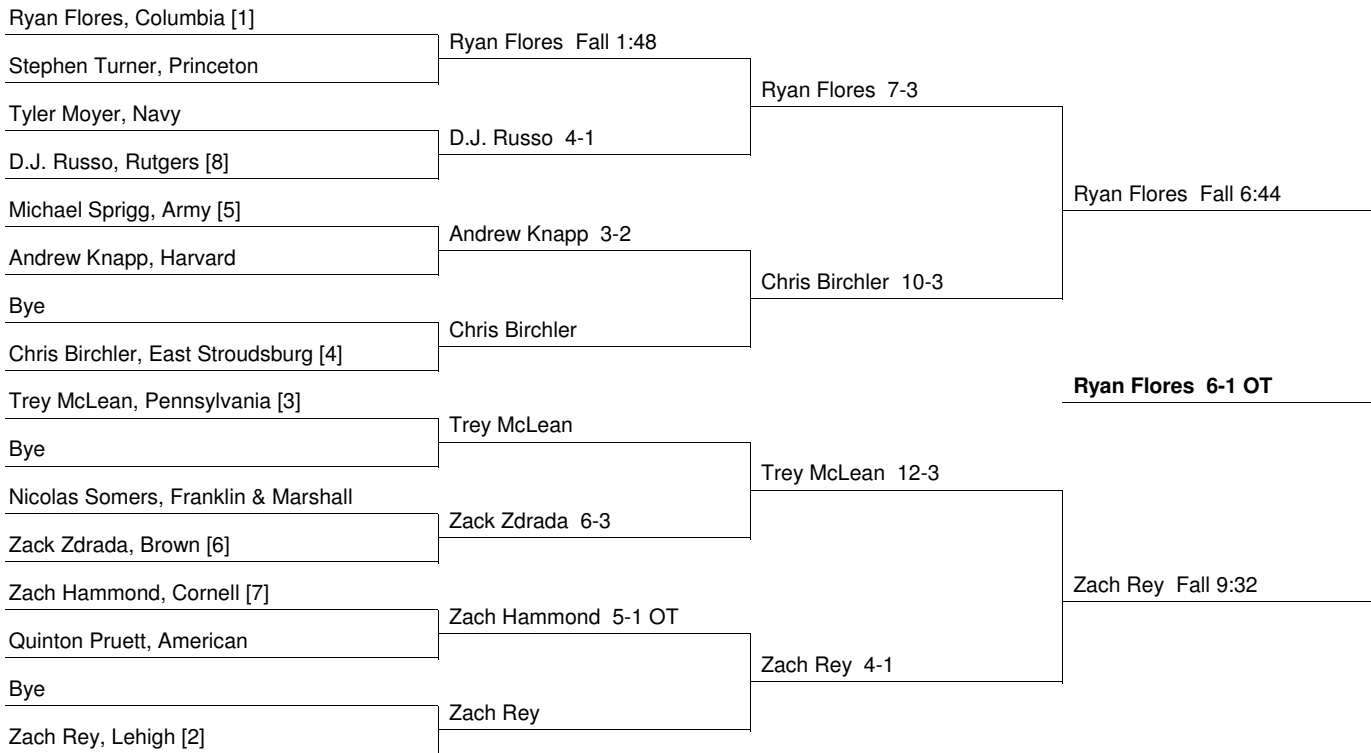 Ryan Flores, Columbia [1]
Ryan Flores  Fall 1:48
Stephen Turner, Princeton
Ryan Flores  7-3
Tyler Moyer, Navy
D.J. Russo  4-1
D.J. Russo, Rutgers [8]
Ryan Flores  Fall 6:44
Michael Sprigg, Army [5]
Andrew Knapp  3-2
Andrew Knapp, Harvard
Chris Birchler  10-3
Bye
Chris Birchler
Chris Birchler, East Stroudsburg [4]
Ryan Flores  6-1 OT
Trey McLean, Pennsylvania [3]
Trey McLean
Bye
Trey McLean  12-3
Nicolas Somers, Franklin & Marshall
Zack Zdrada  6-3
Zack Zdrada, Brown [6]
Zach Rey  Fall 9:32
Zach Hammond, Cornell [7]
Zach Hammond  5-1 OT
Quinton Pruett, American
Zach Rey  4-1
Bye
Zach Rey
Zach Rey, Lehigh [2]